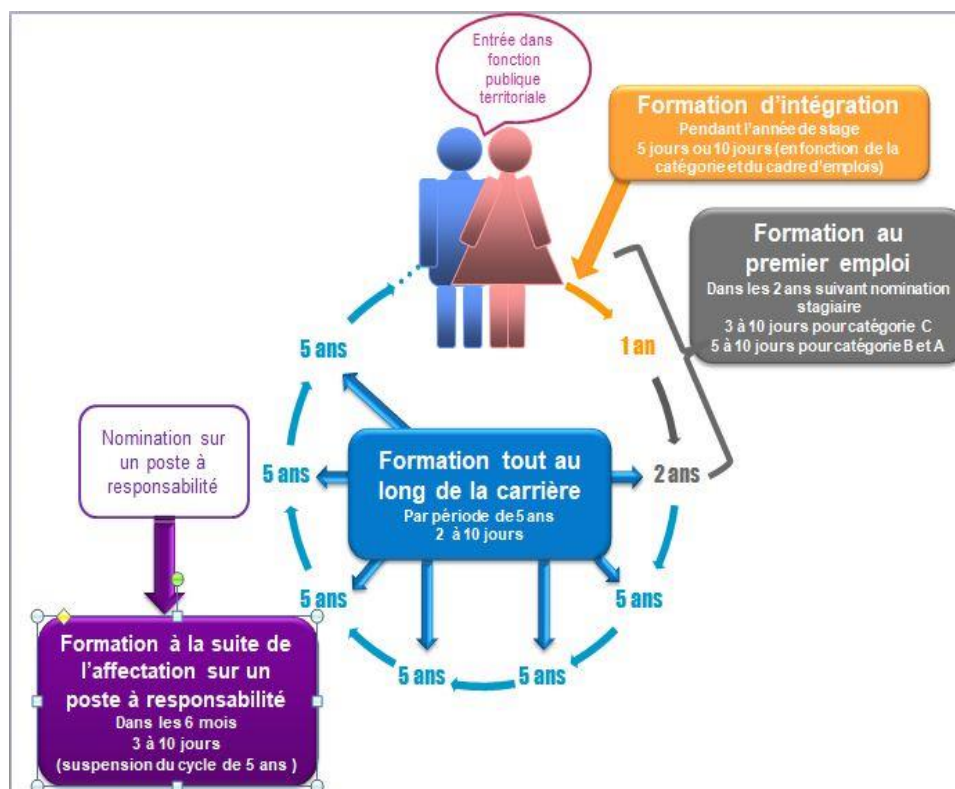 Entrée dans
fonction
publique
territoriale
Formation d'intégration
Pendant l'année de stage
5 jours ou 10 jours (en fonction de la
catégorie et du cadre d'emplois)
Formation au
premier emploi
Dans les 2 ans suivant nomination
stagiaire
3 à 10 jours pour catégorie C
5 à 10 jours pour catégorie B et A
1 an
2 ans
5 ans
5 ans
5 ans
5 ans
5 ans
5 ans
Formation tout au
long de la carrière
Par période de 5 ans
2 à 10 jours
Nomination sur
un poste à
responsabilité
Formation à la suite de
l'affectation sur un
poste à responsabilité
Dans les 6 mois
3 à 10 jours
(suspension du cycle de 5 ans )